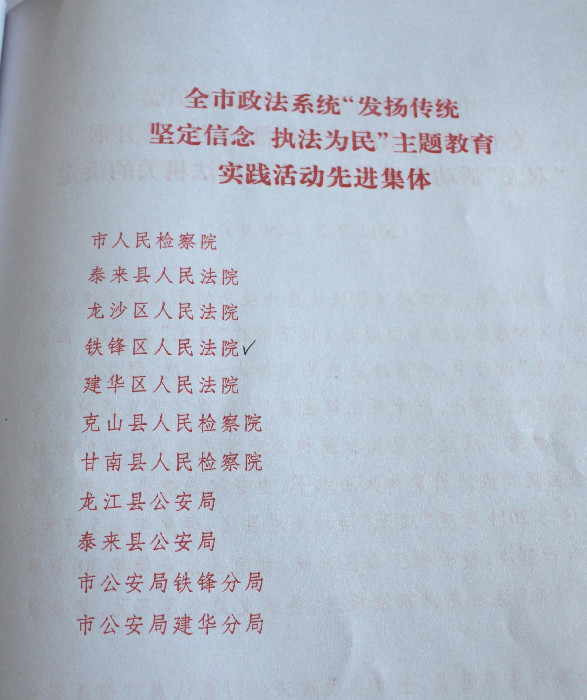 全市政法系统“发扬传统
坚定信念 执法为民”主题教育
实践活动先进集体
市人民检察院
泰来县人民法院
龙沙区人民法院
铁锋区人民法院✓
建华区人民法院
克山县人民检察院
甘南县人民检察院
龙江县公安局
泰来县公安局
市公安局铁锋分局
市公安局建华分局